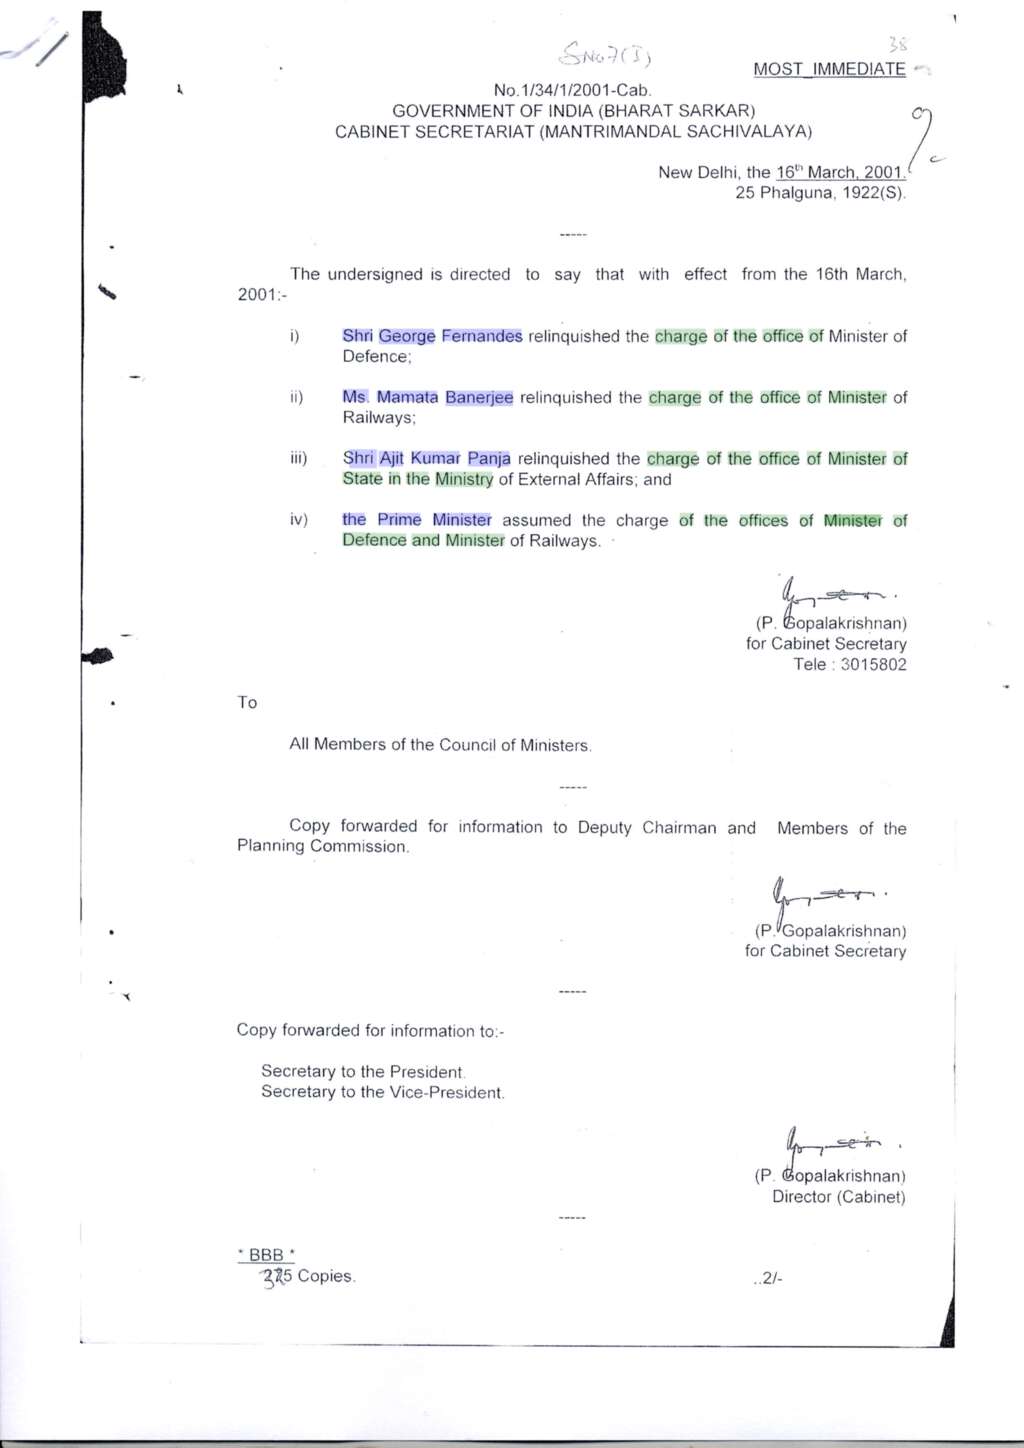 SNo7(I)
38
MOST IMMEDIATE
No.1/34/1/2001-Cab.
GOVERNMENT OF INDIA (BHARAT SARKAR)
CABINET SECRETARIAT (MANTRIMANDAL SACHIVALAYA)
New Delhi, the 16th March, 2001.
25 Phalguna, 1922(S).
-----
The undersigned is directed to say that with effect from the 16th March,
2001:-
i) Shri George Fernandes relinquished the charge of the office of Minister of
Defence;
ii) Ms. Mamata Banerjee relinquished the charge of the office of Minister of
Railways;
iii) Shri Ajit Kumar Panja relinquished the charge of the office of Minister of
State in the Ministry of External Affairs; and
iv) the Prime Minister assumed the charge of the offices of Minister of
Defence and Minister of Railways.
(P. Gopalakrishnan)
for Cabinet Secretary
Tele : 3015802
To
All Members of the Council of Ministers.
-----
Copy forwarded for information to Deputy Chairman and Members of the
Planning Commission.
(P. Gopalakrishnan)
for Cabinet Secretary
-----
Copy forwarded for information to:-
Secretary to the President.
Secretary to the Vice-President.
(P. Gopalakrishnan)
Director (Cabinet)
-----
* BBB *
Copies.
..2/-